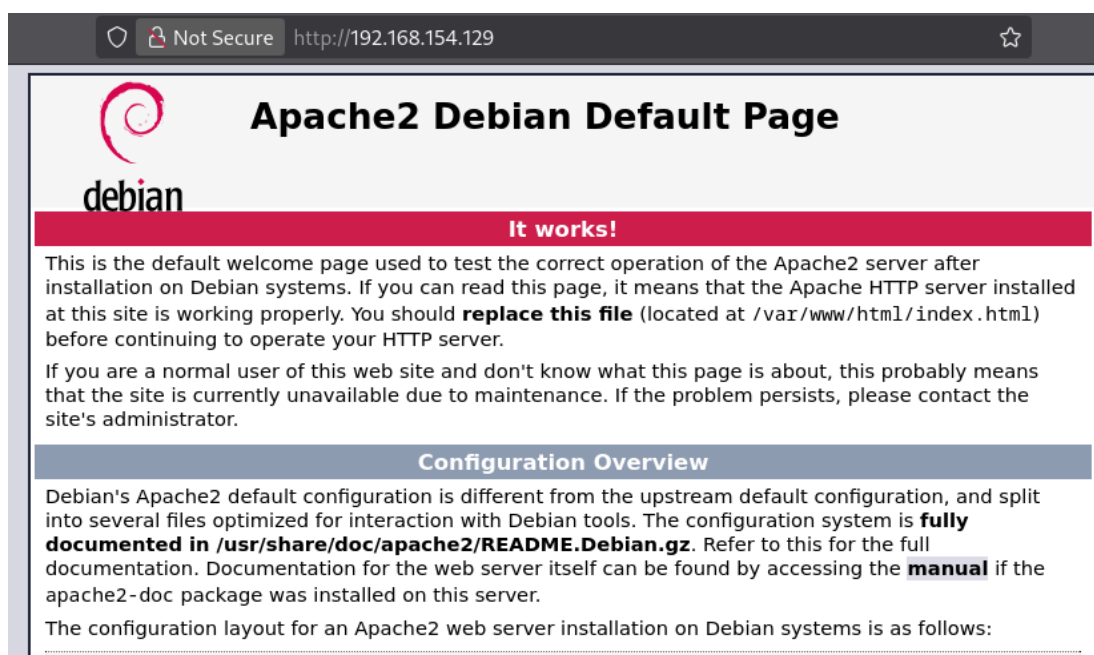 Not Secure http://192.168.154.129
Apache2 Debian Default Page
debian
It works!
This is the default welcome page used to test the correct operation of the Apache2 server after
installation on Debian systems. If you can read this page, it means that the Apache HTTP server installed
at this site is working properly. You should replace this file (located at /var/www/html/index.html)
before continuing to operate your HTTP server.
If you are a normal user of this web site and don't know what this page is about, this probably means
that the site is currently unavailable due to maintenance. If the problem persists, please contact the
site's administrator.
Configuration Overview
Debian's Apache2 default configuration is different from the upstream default configuration, and split
into several files optimized for interaction with Debian tools. The configuration system is fully
documented in /usr/share/doc/apache2/README.Debian.gz. Refer to this for the full
documentation. Documentation for the web server itself can be found by accessing the manual if the
apache2-doc package was installed on this server.
The configuration layout for an Apache2 web server installation on Debian systems is as follows: